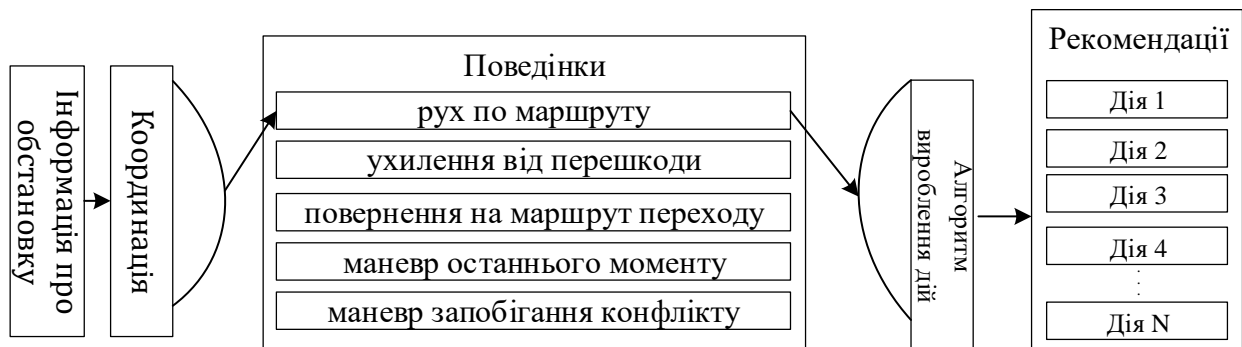 Інформація про
обстановку
Координація
Поведінки
рух по маршруту
ухилення від перешкоди
повернення на маршрут переходу
маневр останнього моменту
маневр запобігання конфлікту
Алгоритм
вироблення дій
Рекомендації
Дія 1
Дія 2
Дія 3
Дія 4
Дія N